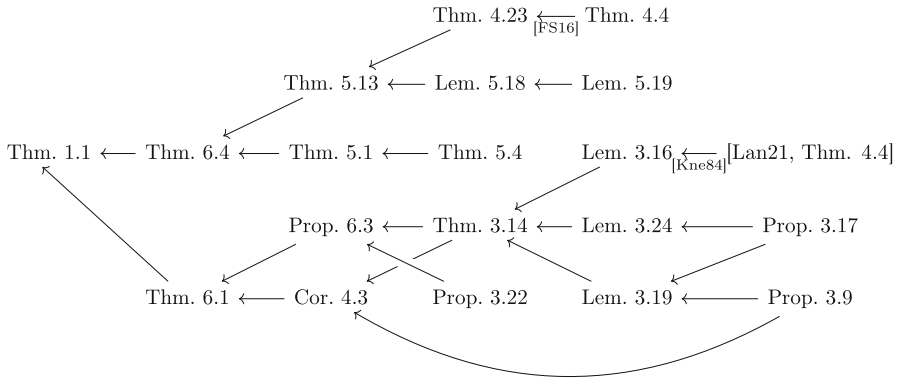 Thm. 4.23 Thm. 4.4
[FS16]
Thm. 5.13 Lem. 5.18 Lem. 5.19
Thm. 1.1 Thm. 6.4 Thm. 5.1 Thm. 5.4 Lem. 3.16 [Lan21, Thm. 4.4]
[Kne84]
Prop. 6.3 Thm. 3.14 Lem. 3.24 Prop. 3.17
Thm. 6.1 Cor. 4.3 Prop. 3.22 Lem. 3.19 Prop. 3.9